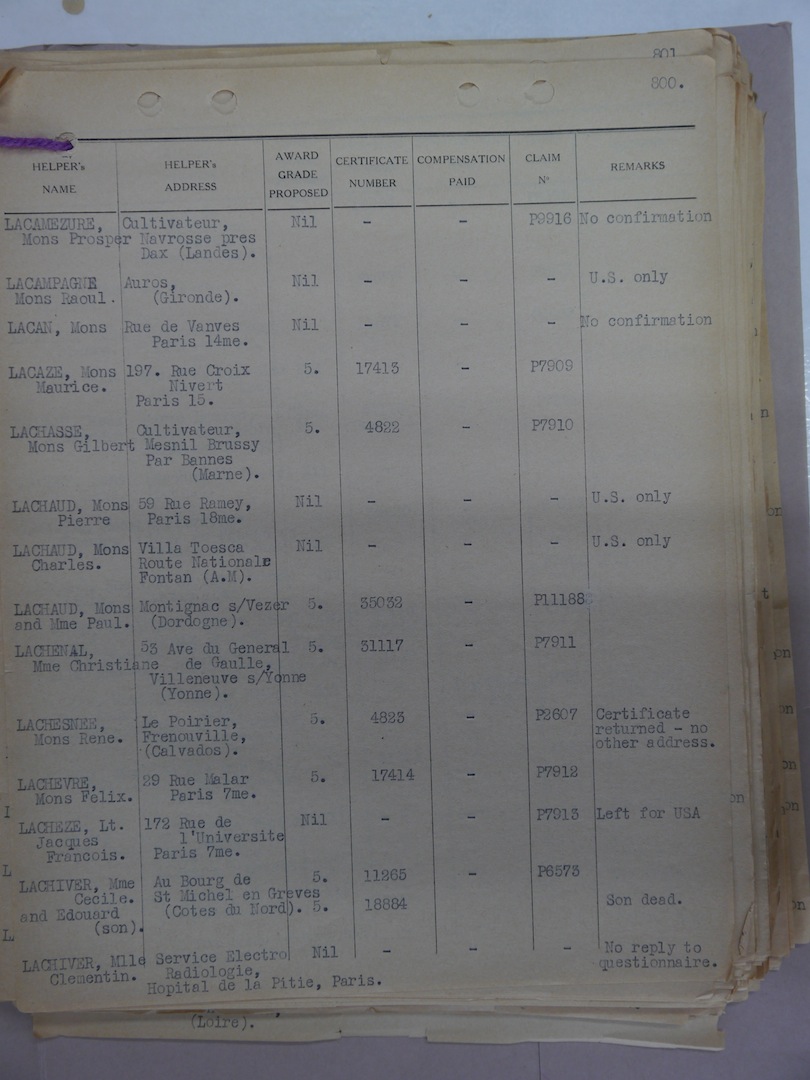 801
800.
HELPER's NAME HELPER's ADDRESS AWARD GRADE PROPOSED CERTIFICATE NUMBER COMPENSATION PAID CLAIM Nº REMARKS
LACAMEZURE, Cultivateur, Nil - - P9916 No confirmation
Mons Prosper Navrosse pres
Dax (Landes).
LACAMPAGNE Auros, Nil - - - U.S. only
Mons Raoul. (Gironde).
LACAN, Mons Rue de Vanves Nil - - - No confirmation
Paris 14me.
LACAZE, Mons 197. Rue Croix 5. 17413 - P7909
Maurice. Nivert
Paris 15.
LACHASSE, Cultivateur, 5. 4822 - P7910
Mons Gilbert Mesnil Brussy
Par Bannes
(Marne).
LACHAUD, Mons 59 Rue Ramey, Nil - - - U.S. only
Pierre Paris 18me.
LACHAUD, Mons Villa Toesca Nil - - - U.S. only
Charles. Route Nationale
Fontan (A.M).
LACHAUD, Mons Montignac s/Vezer 5. 35032 - P11188
and Mme Paul. (Dordogne).
LACHENAL, 53 Ave du General 5. 31117 - P7911
Mme Christiane de Gaulle,
Villeneuve s/Yonne
(Yonne).
LACHESNEE, Le Poirier, 5. 4823 - P2607 Certificate
Mons Rene. Frenouville, returned - no
(Calvados). other address.
LACHEVRE, 29 Rue Malar 5. 17414 - P7912
Mons Felix. Paris 7me.
LACHEZE, Lt. 172 Rue de Nil - - P7913 Left for USA
Jacques l'Universite
Francois. Paris 7me.
LACHIVER, Mme Au Bourg de 5. 11265 - P6573
Cecile. St Michel en Greves
and Edouard (Cotes du Nord). 5. 18884 Son dead.
(son).
LACHIVER, Mlle Service Electro Nil - - - No reply to
Clementin. Radiologie, questionnaire.
Hopital de la Pitie, Paris.
(Loire).